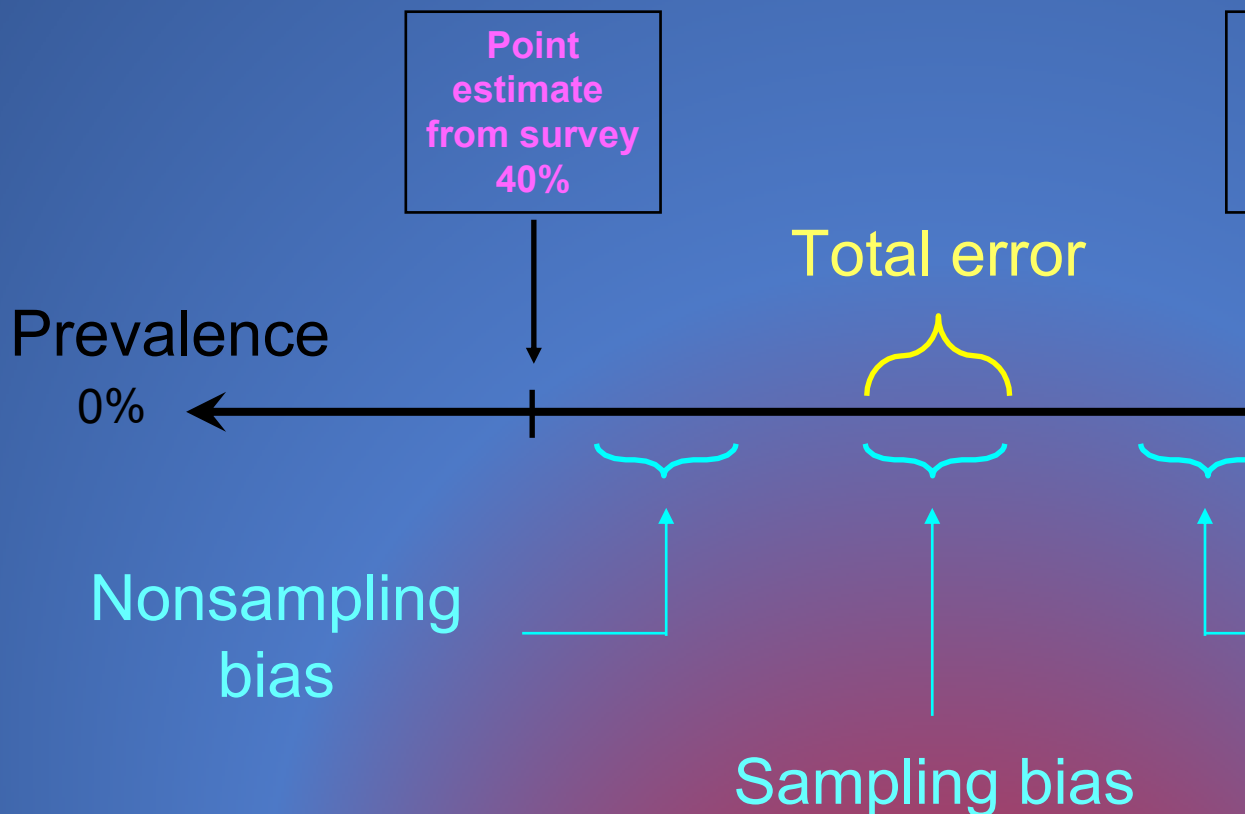 Point
estimate
from survey
40%
Total error
Prevalence
0%
Nonsampling
bias
Sampling bias